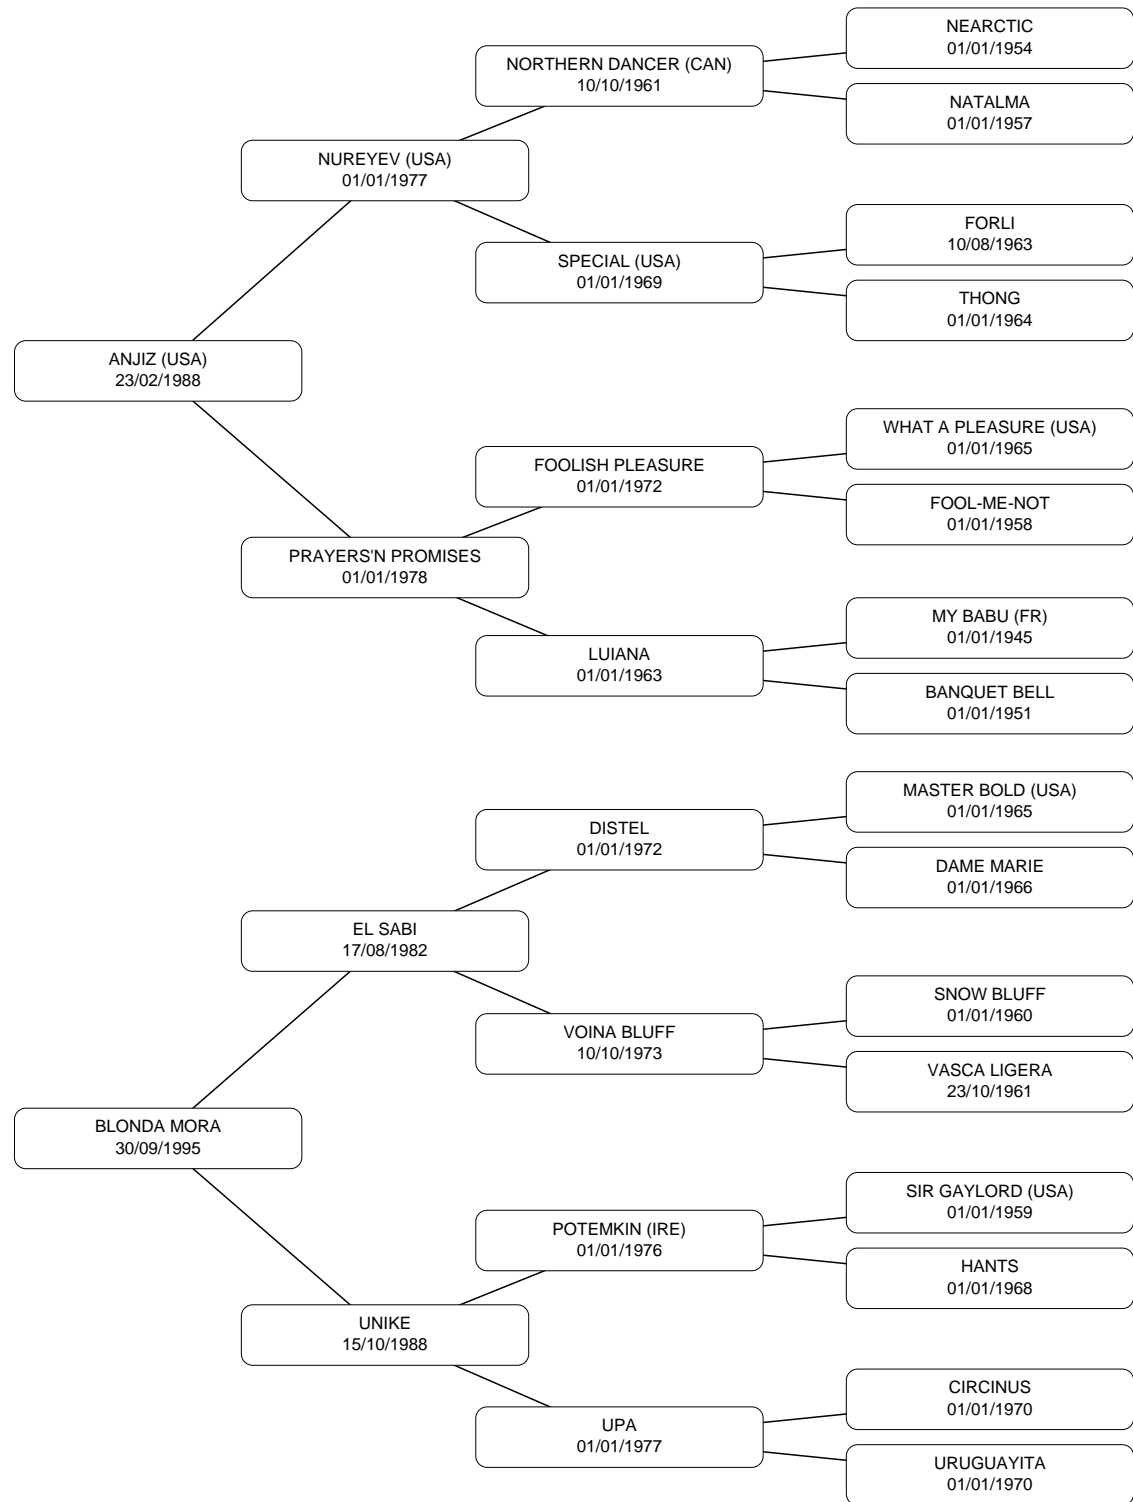 NEARCTIC
01/01/1954
NORTHERN DANCER (CAN)
10/10/1961
NATALMA
01/01/1957
NUREYEV (USA)
01/01/1977
FORLI
10/08/1963
SPECIAL (USA)
01/01/1969
THONG
01/01/1964
ANJIZ (USA)
23/02/1988
WHAT A PLEASURE (USA)
01/01/1965
FOOLISH PLEASURE
01/01/1972
FOOL-ME-NOT
01/01/1958
PRAYERS'N PROMISES
01/01/1978
MY BABU (FR)
01/01/1945
LUIANA
01/01/1963
BANQUET BELL
01/01/1951
MASTER BOLD (USA)
01/01/1965
DISTEL
01/01/1972
DAME MARIE
01/01/1966
EL SABI
17/08/1982
SNOW BLUFF
01/01/1960
VOINA BLUFF
10/10/1973
VASCA LIGERA
23/10/1961
BLONDA MORA
30/09/1995
SIR GAYLORD (USA)
01/01/1959
POTEMKIN (IRE)
01/01/1976
HANTS
01/01/1968
UNIKE
15/10/1988
CIRCINUS
01/01/1970
UPA
01/01/1977
URUGUAYITA
01/01/1970